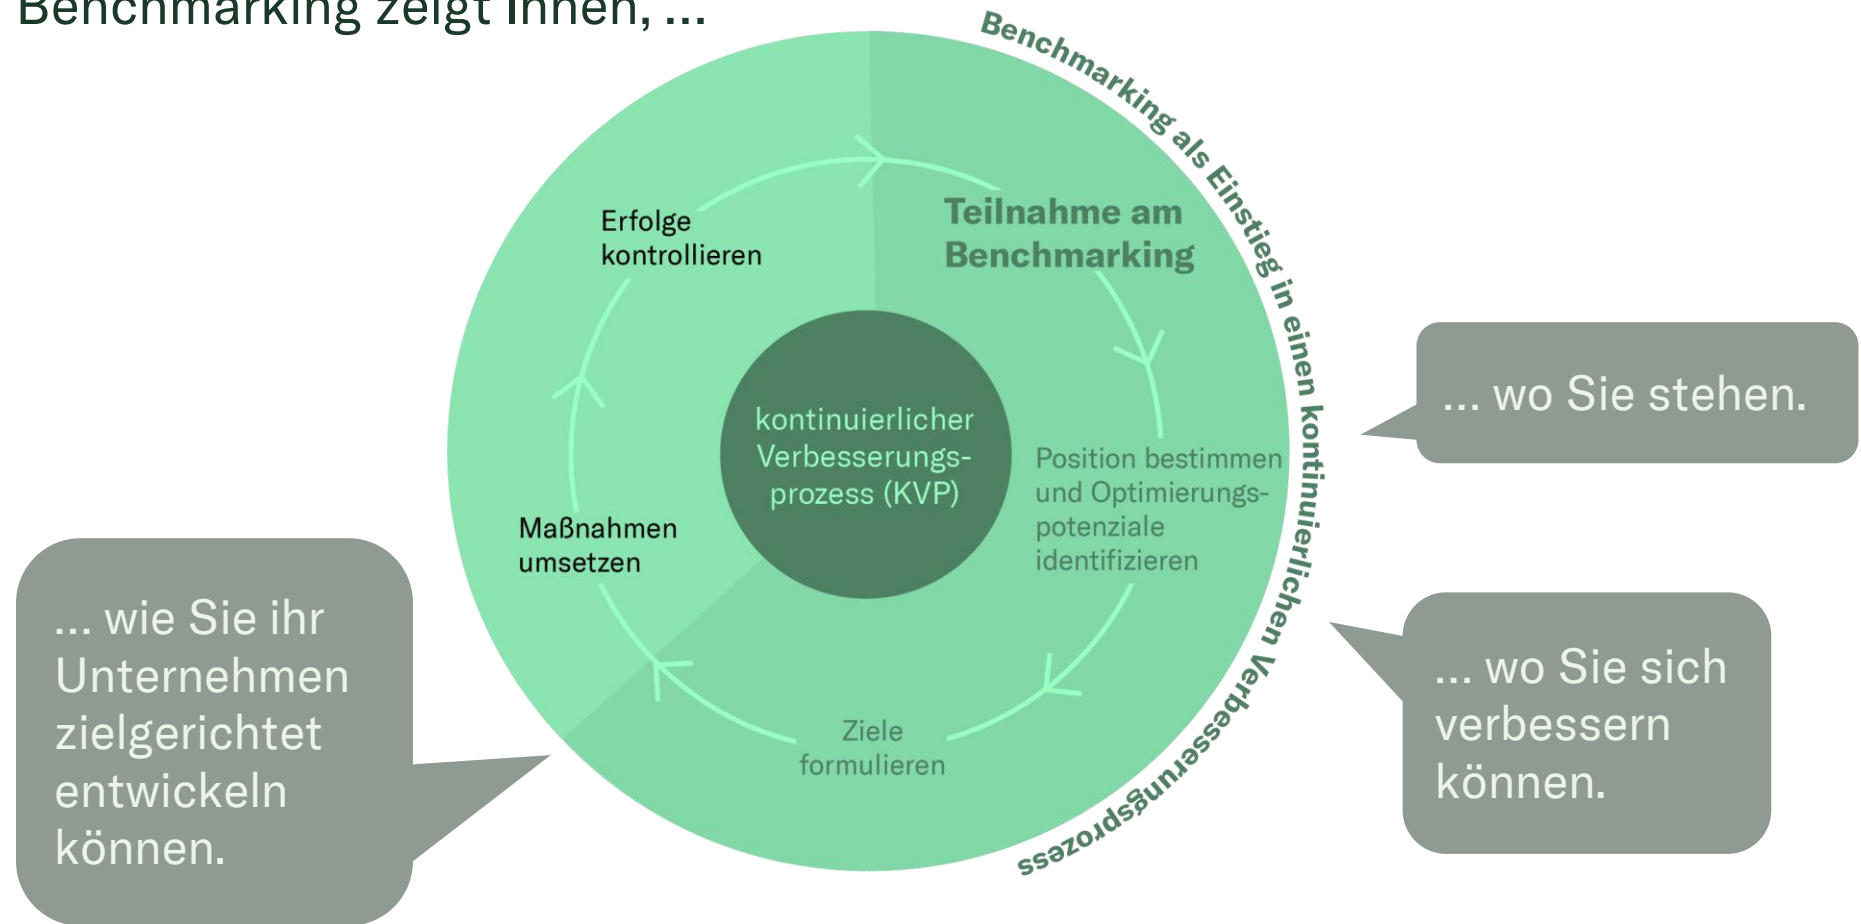 Benchmarking zeigt Ihnen, ...
Benchmarking als Einstieg in einen kontinuierlichen Verbesserungsprozess
Erfolge
kontrollieren
Teilnahme am
Benchmarking
kontinuierlicher
Verbesserungs-
prozess (KVP)
Position bestimmen
und Optimierungs-
potenziale
identifizieren
Maßnahmen
umsetzen
Ziele
formulieren
... wo Sie stehen.
... wo Sie sich
verbessern
können.
... wie Sie ihr
Unternehmen
zielgerichtet
entwickeln
können.